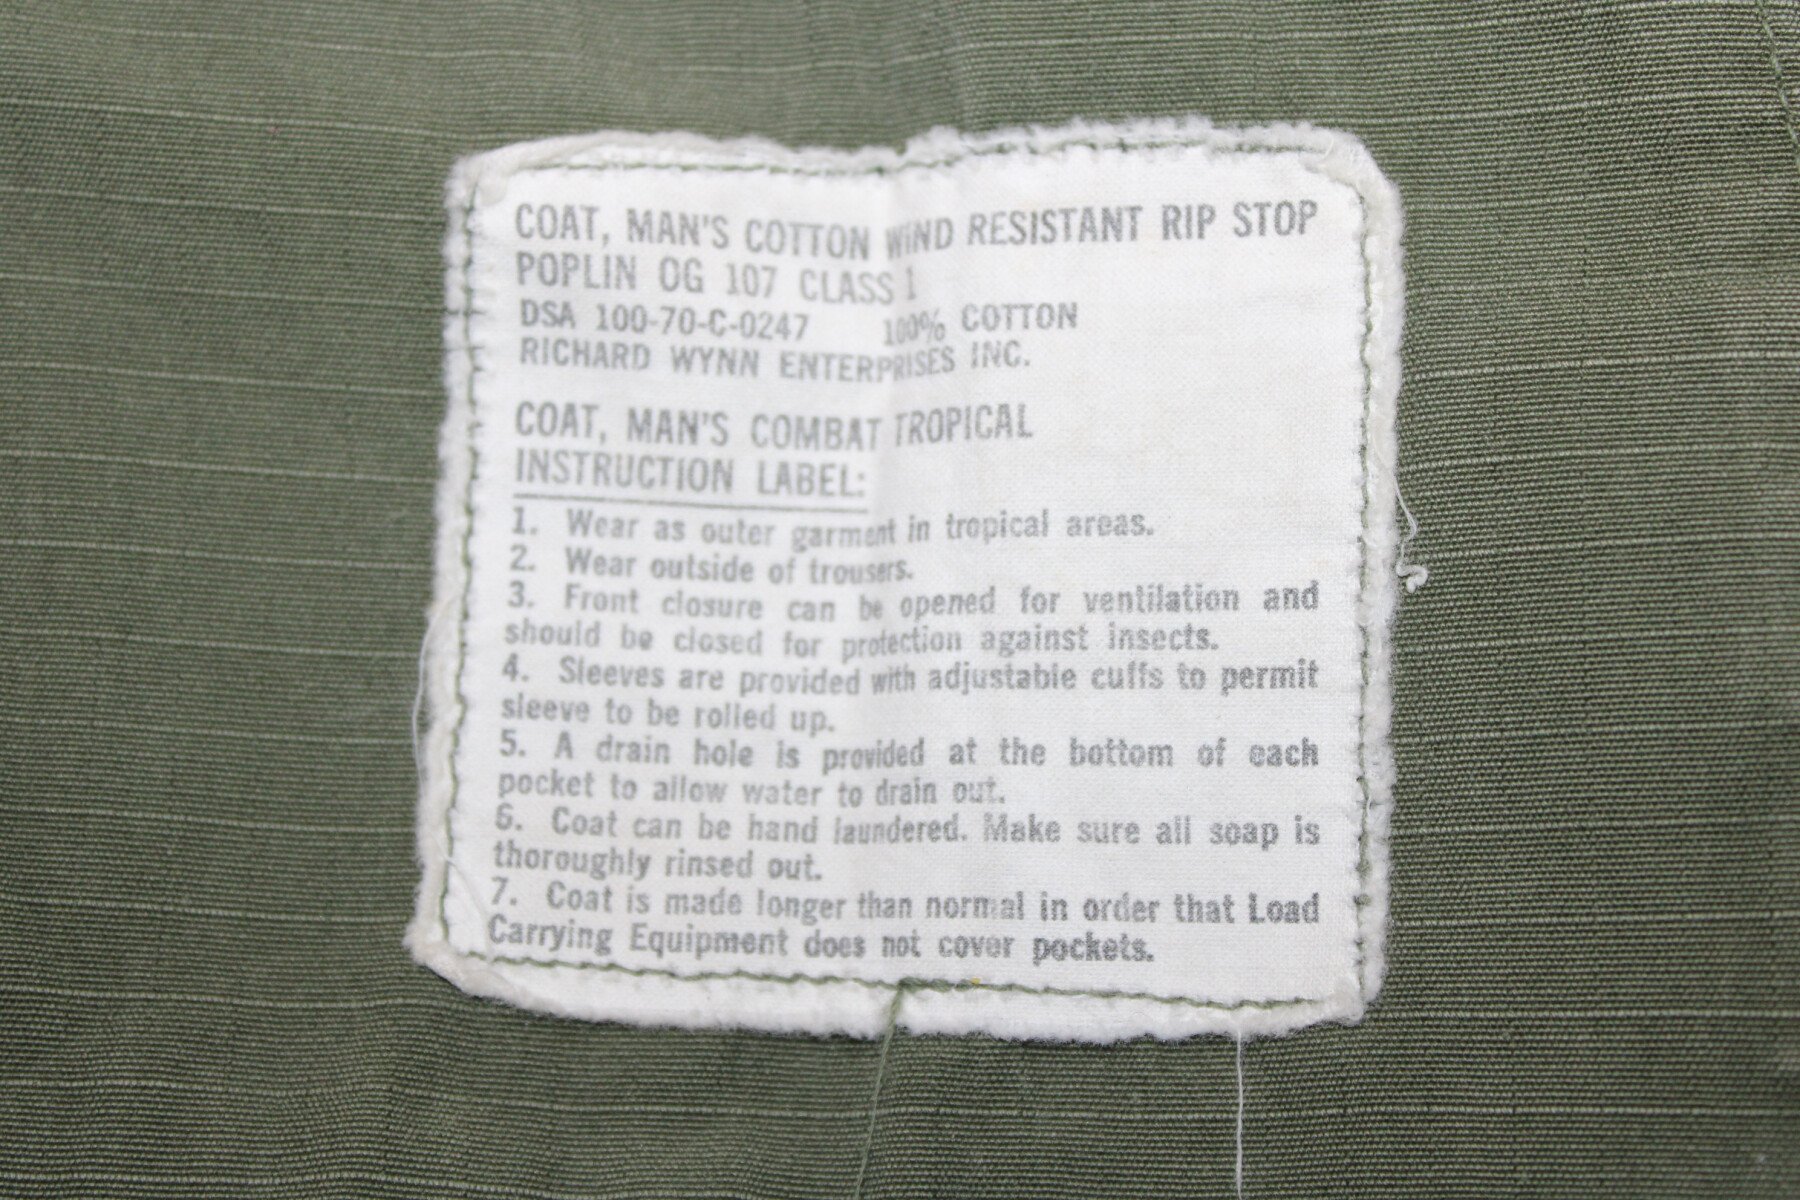 COAT, MAN'S COTTON WIND RESISTANT RIP STOP
POPLIN OG 107 CLASS 1
DSA 100-70-C-0247 100% COTTON
RICHARD WYNN ENTERPRISES INC.
COAT, MAN'S COMBAT TROPICAL
INSTRUCTION LABEL:
1. Wear as outer garment in tropical areas.
2. Wear outside of trousers.
3. Front closure can be opened for ventilation and
should be closed for protection against insects.
4. Sleeves are provided with adjustable cuffs to permit
sleeve to be rolled up.
5. A drain hole is provided at the bottom of each
pocket to allow water to drain out.
6. Coat can be hand laundered. Make sure all soap is
thoroughly rinsed out.
7. Coat is made longer than normal in order that Load
Carrying Equipment does not cover pockets.